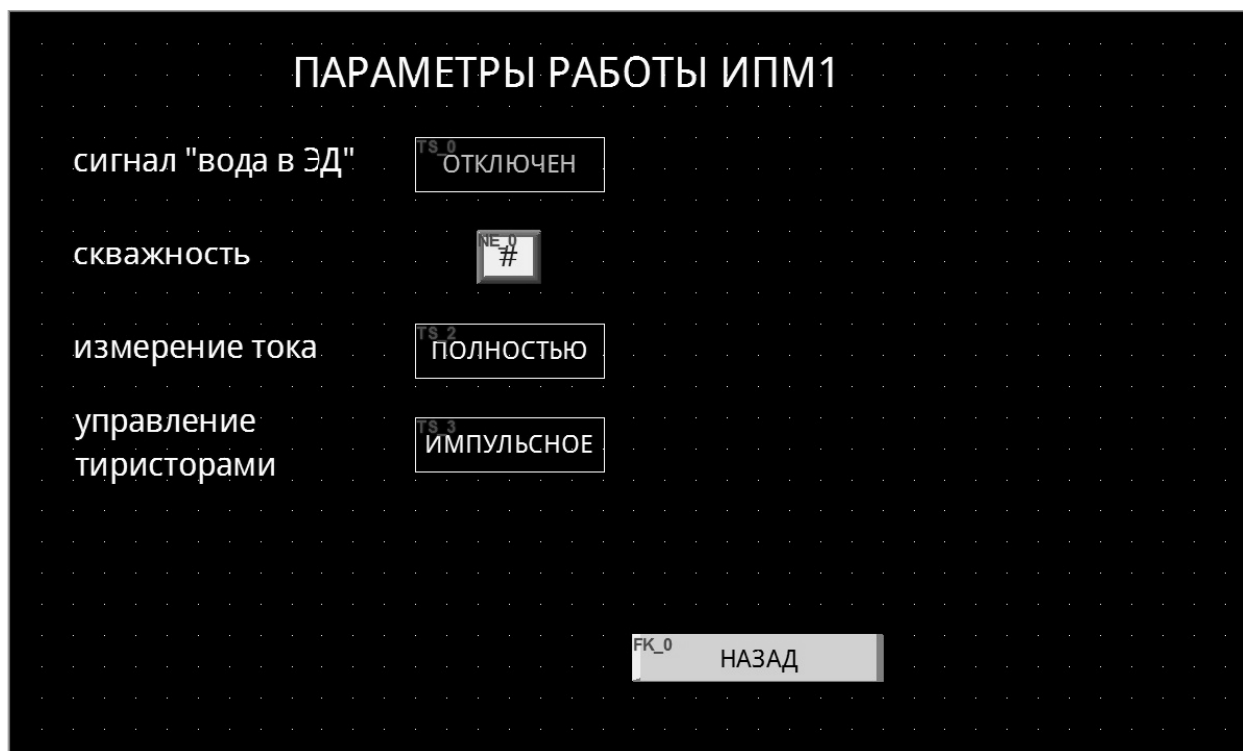 ПАРАМЕТРЫ РАБОТЫ ИПМ1
сигнал "вода в ЭД"
TS_0
ОТКЛЮЧЕН
скважность
NE_0
#
измерение тока
TS_2
ПОЛНОСТЬЮ
управление
тиристорами
TS_3
ИМПУЛЬСНОЕ
FK_0
НАЗАД